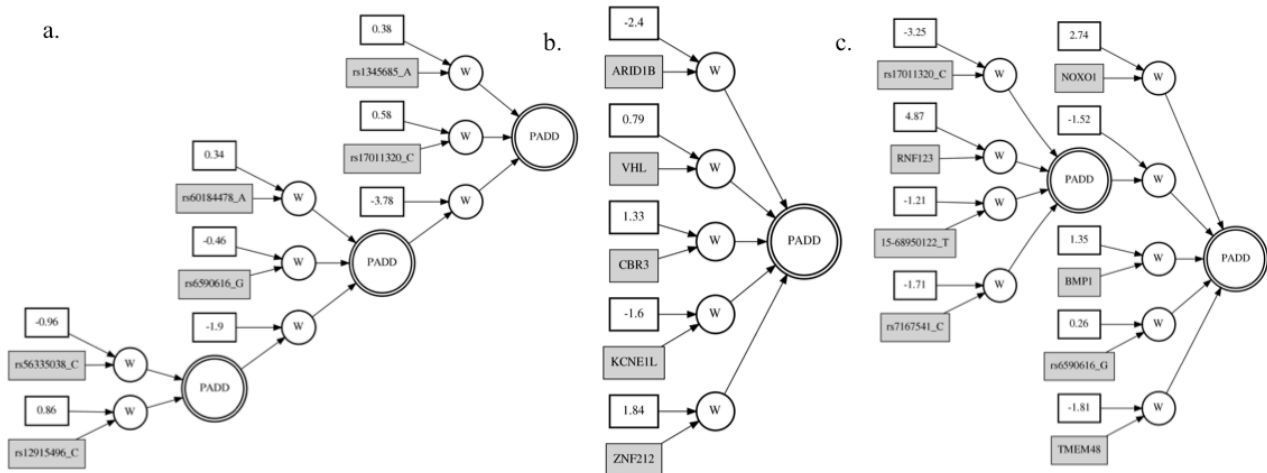 a.
0.38
rs1345685_A
W
0.58
rs17011320_C
W
PADD
-3.78
W
0.34
rs60184478_A
W
-0.46
rs6590616_G
W
PADD
-1.9
W
-0.96
rs56335038_C
W
PADD
0.86
rs12915496_C
W
b.
-2.4
ARID1B
W
0.79
VHL
W
1.33
CBR3
W
PADD
-1.6
KCNE1L
W
1.84
ZNF212
W
c.
-3.25
rs17011320_C
W
4.87
RNF123
W
PADD
-1.21
15-68950122_T
W
-1.71
rs7167541_C
W
2.74
NOXO1
W
-1.52
W
1.35
BMP1
W
PADD
0.26
rs6590616_G
W
-1.81
TMEM48
W